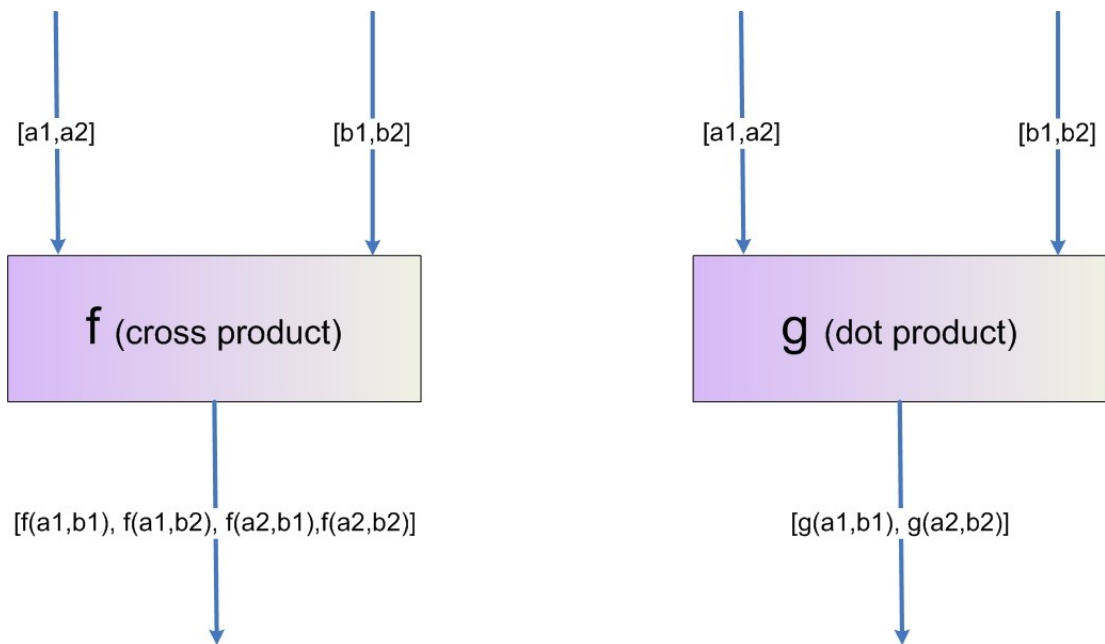 [a1,a2]
[b1,b2]
[a1,a2]
[b1,b2]
f (cross product)
g (dot product)
[f(a1,b1), f(a1,b2), f(a2,b1),f(a2,b2)]
[g(a1,b1), g(a2,b2)]